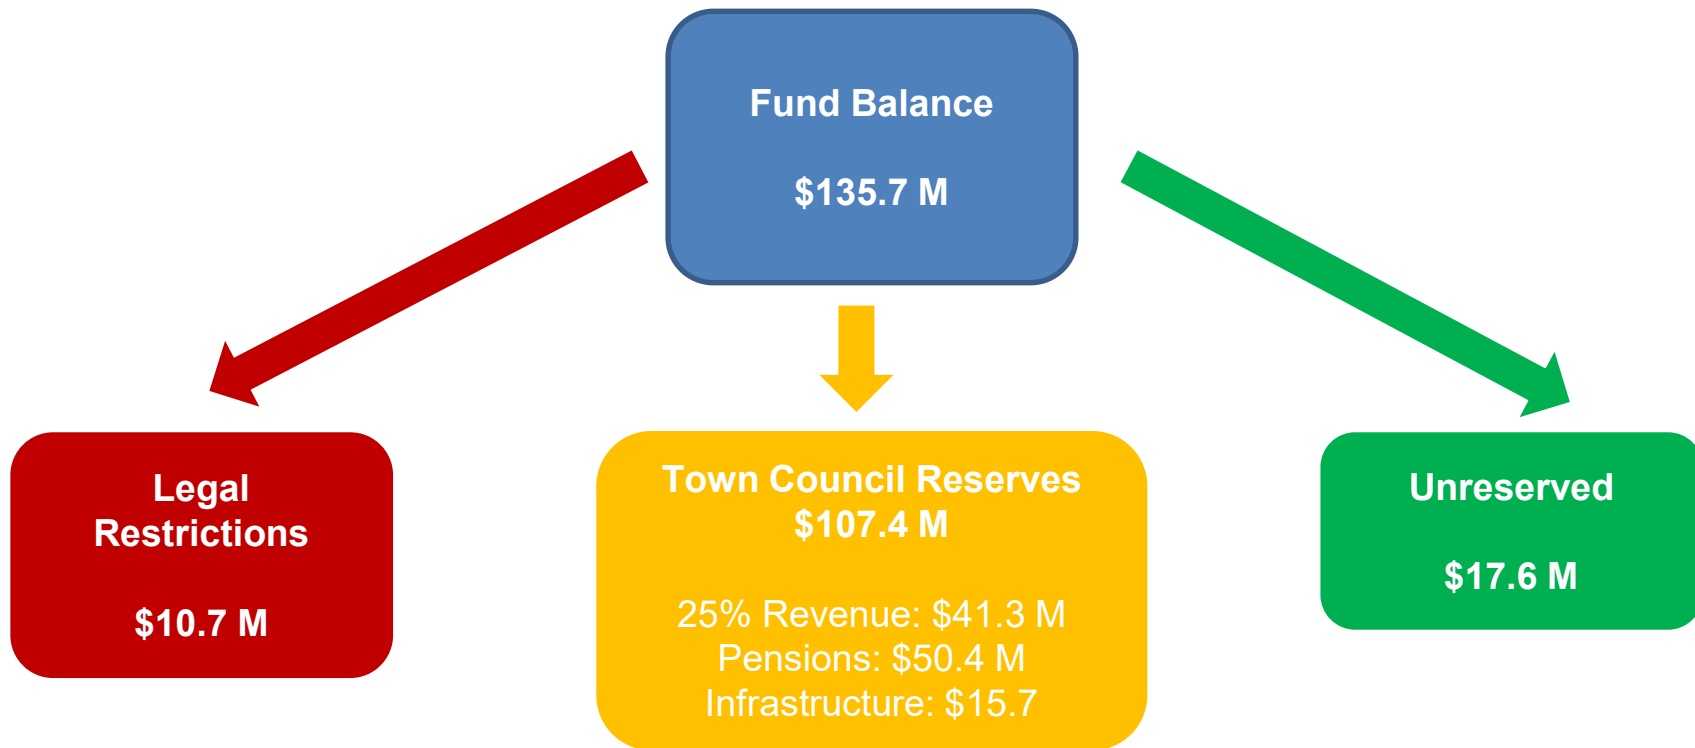 Fund Balance
$135.7 M
Legal
Restrictions
$10.7 M
Town Council Reserves
$107.4 M
25% Revenue: $41.3 M
Pensions: $50.4 M
Infrastructure: $15.7
Unreserved
$17.6 M